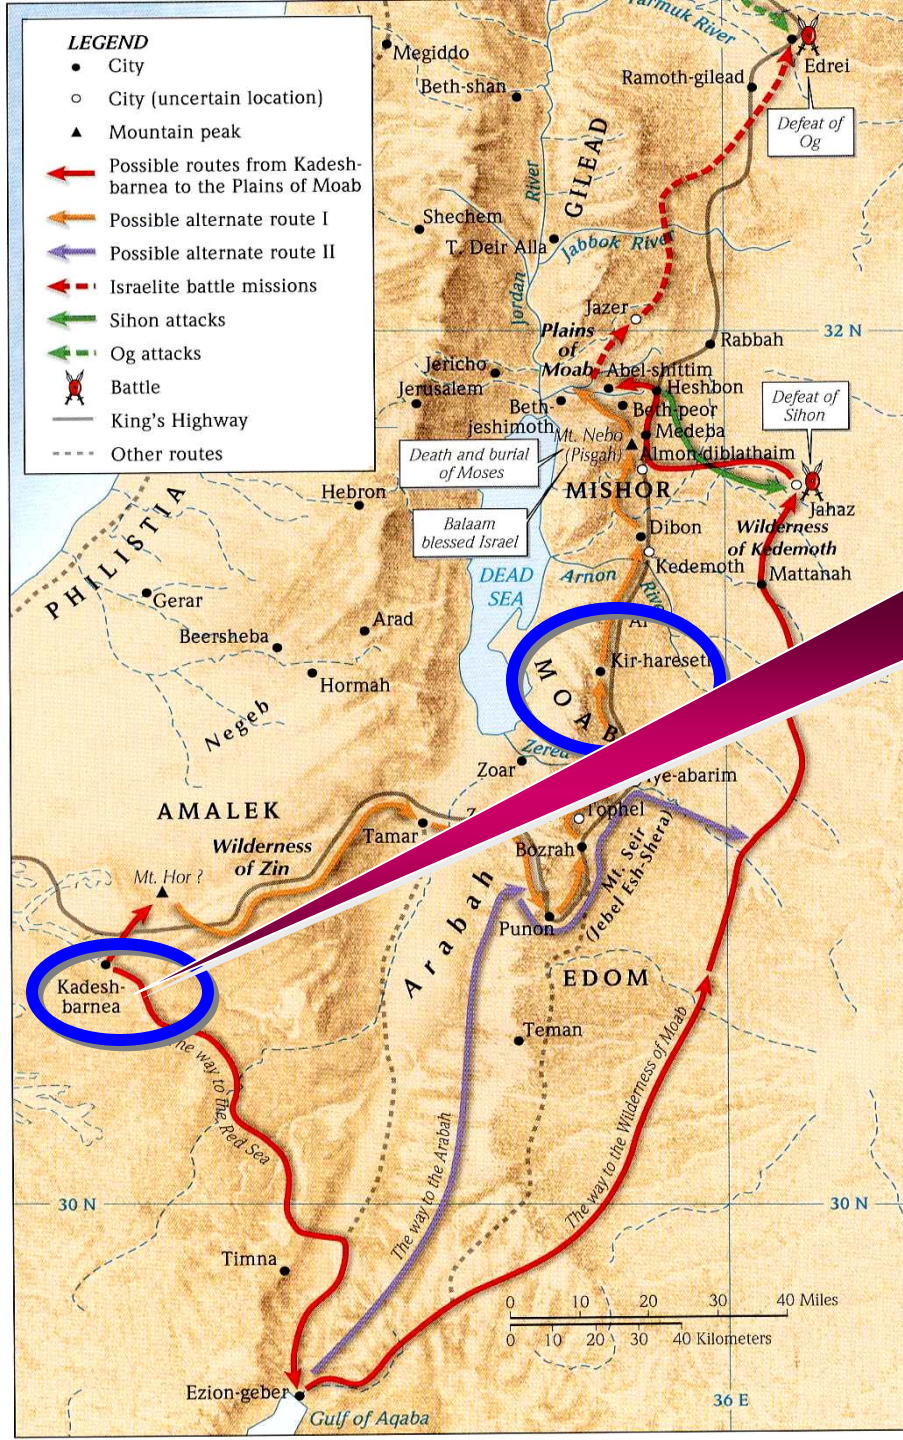 LEGEND
City
City (uncertain location)
Mountain peak
Possible routes from Kadesh-
barnea to the Plains of Moab
Possible alternate route I
Possible alternate route II
Israelite battle missions
Sihon attacks
Og attacks
Battle
King's Highway
Other routes
Yarmuk River
Megiddo
Edrei
Ramoth-gilead
Beth-shan
Defeat of
Og
GILEAD
River
Jordan
Shechem
T. Deir Alla
Jabbok River
Jazer
32 N
Plains
of
Moab
Rabbah
Jericho
Abel-shittim
Jerusalem
Heshbon
Beth-
jeshimoth
Beth-peor
Defeat of
Sihon
Medeba
Mt. Nebo
(Pisgah)
Almon-diblathaim
Death and burial
of Moses
MISHOR
Hebron
Jahaz
Balaam
blessed Israel
Dibon
Wilderness
of Kedemoth
PHILISTIA
Kedemoth
Mattanah
DEAD
SEA
Arnon
River
Gerar
Arad
Beersheba
Kir-hareset
Hormah
MOAB
Negeb
Zered
Zoar
ye-abarim
AMALEK
Tophel
Tamar
Wilderness
of Zin
Bozrah
Mt. Seir
(Jebel Esh-Shera)
Mt. Hor ?
Arabah
Punon
EDOM
Kadesh-
barnea
Teman
he way to the Red Sea
The way to the Arabah
The way to the Wilderness of Moab
30 N
30 N
Timna
0 10 20 30 40 Miles
0 10 20 30 40 Kilometers
Ezion-geber
Gulf of Aqaba
36 E